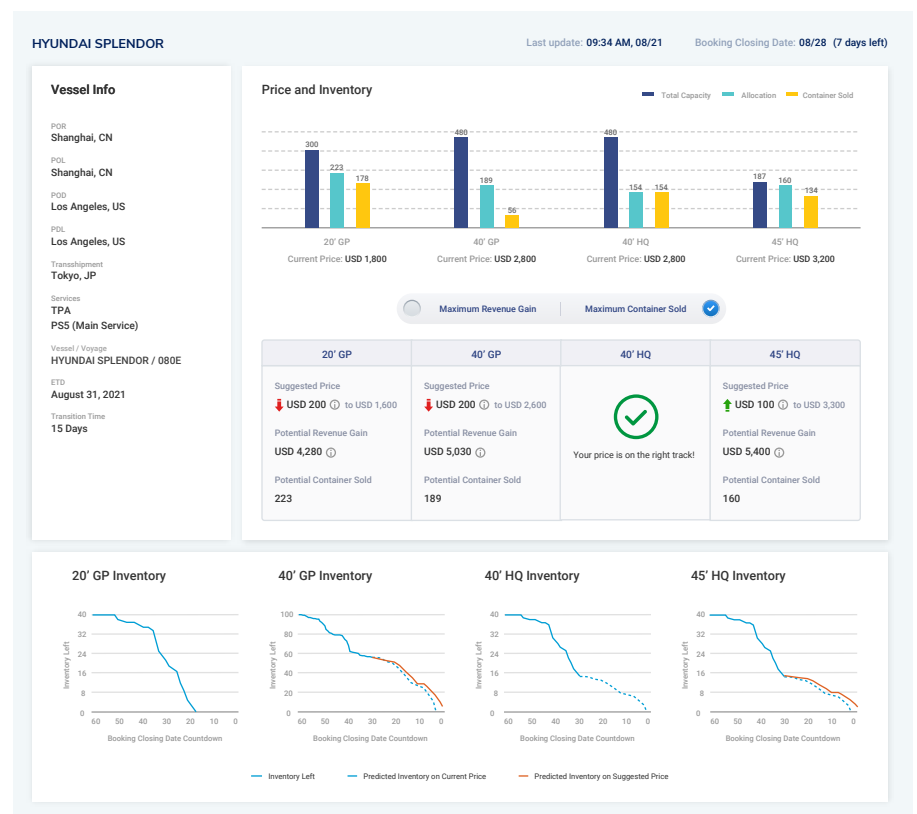 HYUNDAI SPLENDOR
Last update: 09:34 AM, 08/21
Booking Closing Date: 08/28 (7 days left)
Vessel Info
POR
Shanghai, CN
POL
Shanghai, CN
POD
Los Angeles, US
PDL
Los Angeles, US
Transshipment
Tokyo, JP
Services
TPA
PS5 (Main Service)
Vessel / Voyage
HYUNDAI SPLENDOR / 080E
ETD
August 31, 2021
Transition Time
15 Days
Price and Inventory
Total Capacity Allocation Container Sold
300 223 178
480 189 56
480 154 154
187 160 134
20' GP 40' GP 40' HQ 45' HQ
Current Price: USD 1,800
Current Price: USD 2,800
Current Price: USD 2,800
Current Price: USD 3,200
Maximum Revenue Gain Maximum Container Sold
20' GP
Suggested Price
USD 200 to USD 1,600
Potential Revenue Gain
USD 4,280
Potential Container Sold
223
40' GP
Suggested Price
USD 200 to USD 2,600
Potential Revenue Gain
USD 5,030
Potential Container Sold
189
40' HQ
Your price is on the right track!
45' HQ
Suggested Price
USD 100 to USD 3,300
Potential Revenue Gain
USD 5,400
Potential Container Sold
160
20' GP Inventory
Inventory Left
40
32
24
16
8
0
60 50 40 30 20 10 0
Booking Closing Date Countdown
40' GP Inventory
Inventory Left
100
80
60
40
20
0
60 50 40 30 20 10 0
Booking Closing Date Countdown
40' HQ Inventory
Inventory Left
40
32
24
16
8
0
60 50 40 30 20 10 0
Booking Closing Date Countdown
45' HQ Inventory
Inventory Left
40
32
24
16
8
0
60 50 40 30 20 10 0
Booking Closing Date Countdown
Inventory Left Predicted Inventory on Current Price Predicted Inventory on Suggested Price